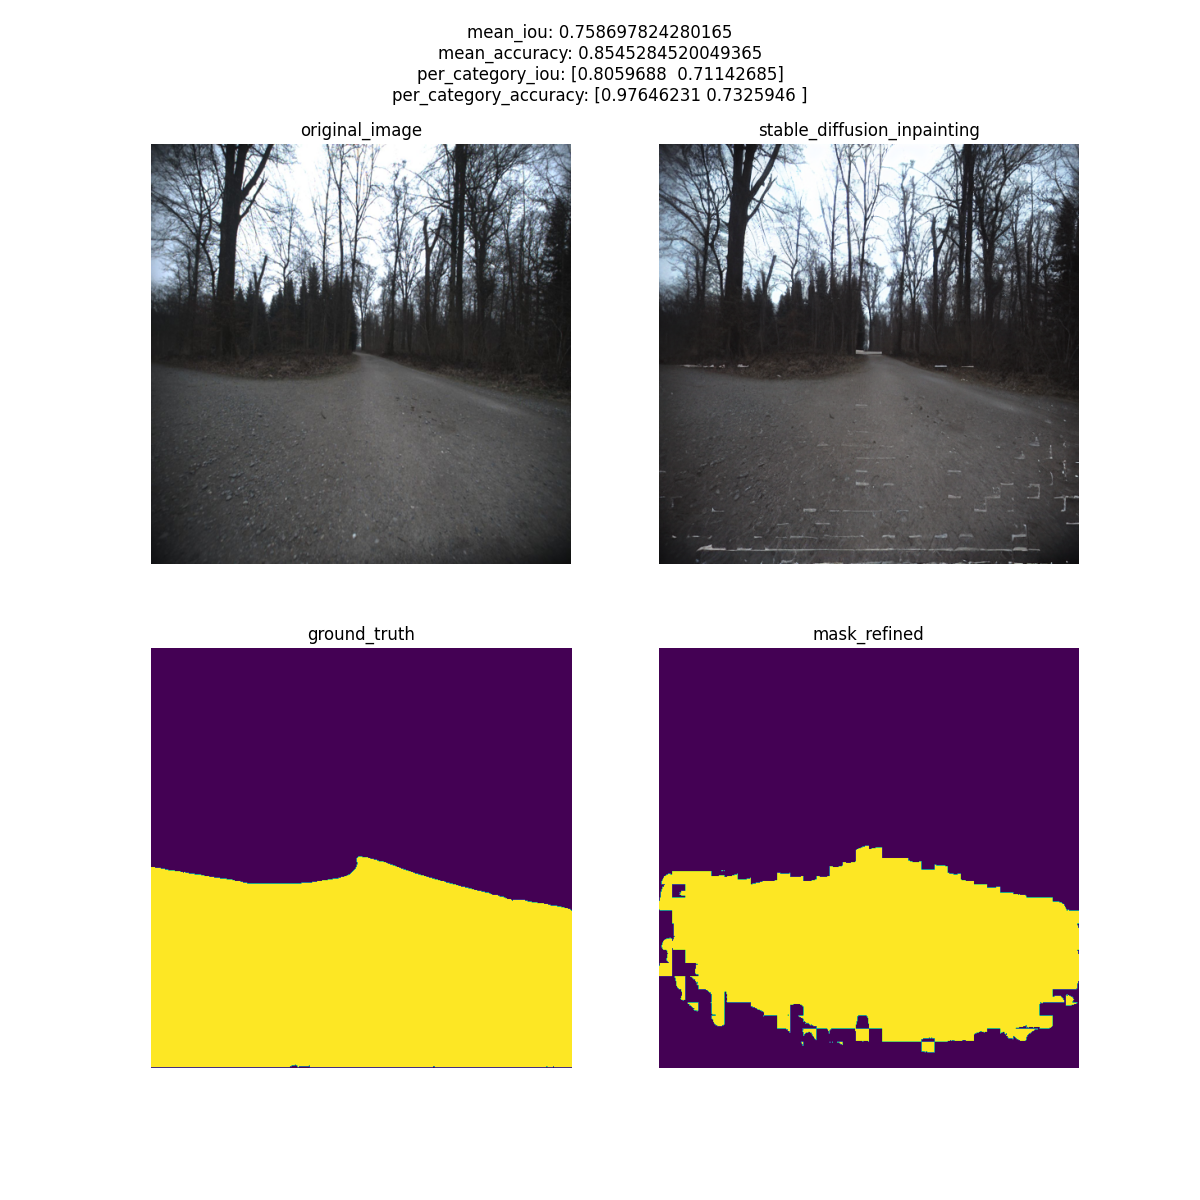 mean_iou: 0.758697824280165
mean_accuracy: 0.8545284520049365
per_category_iou: [0.8059688  0.71142685]
per_category_accuracy: [0.97646231 0.7325946 ]
original_image
stable_diffusion_inpainting
ground_truth
mask_refined